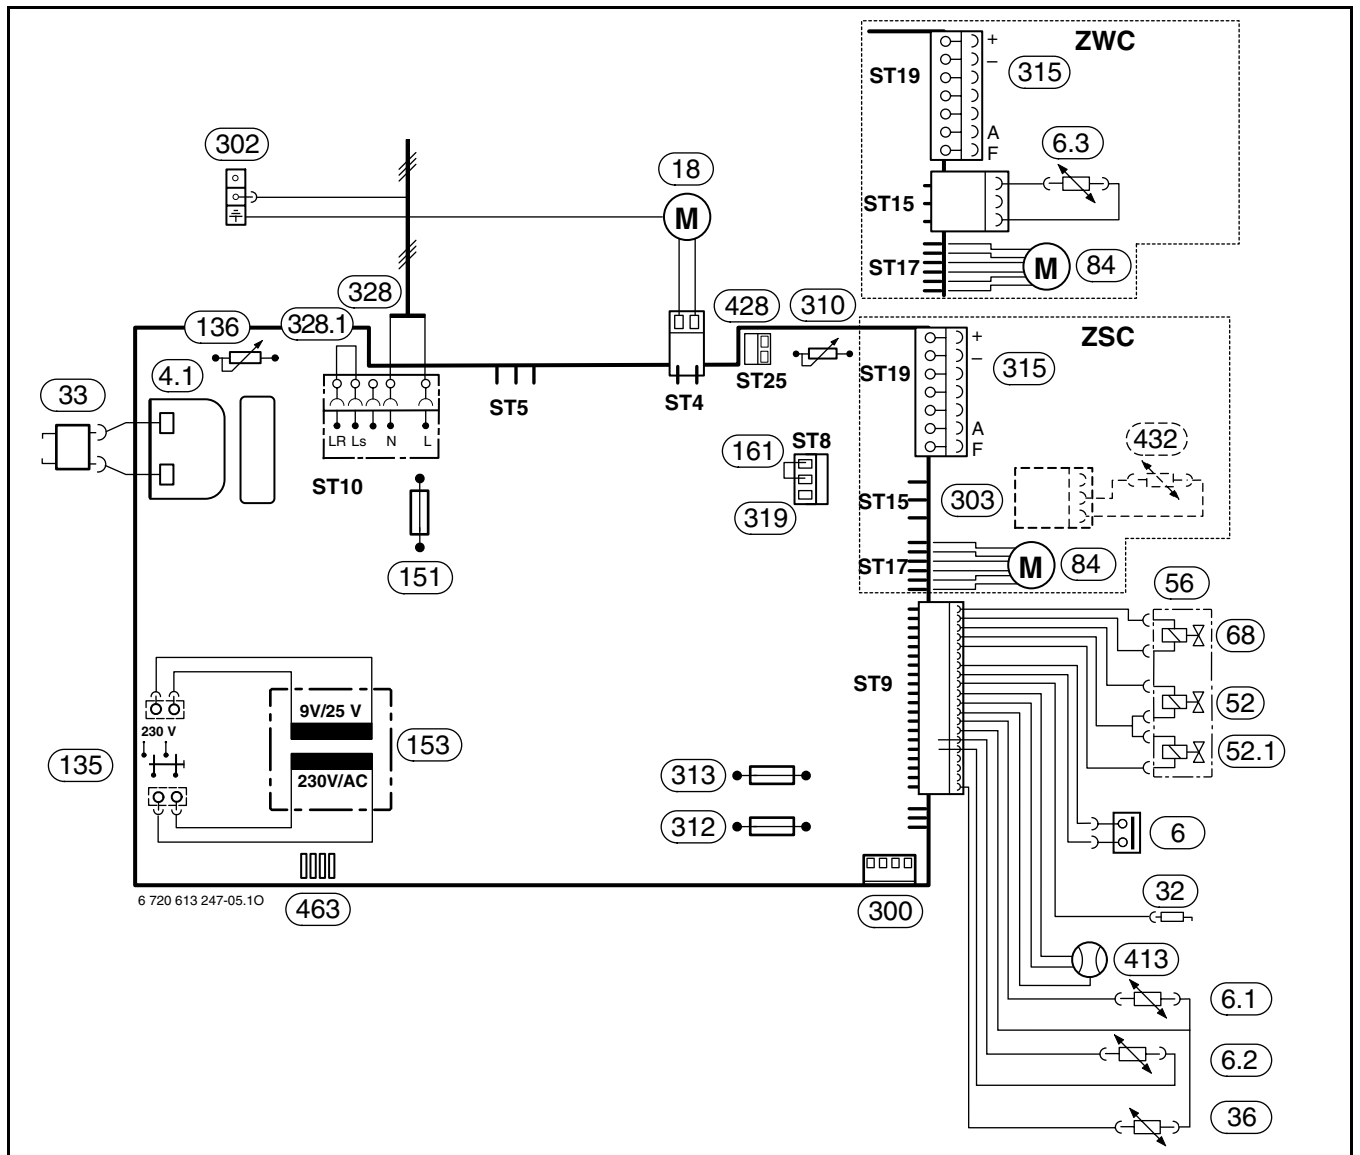 ZWC
+
–
ST19
315
A
F
6.3
ST15
ST17
M
84
302
18
M
328
428
310
136
328.1
4.1
33
ST25
ST5
ST4
LR Ls N L
ST10
151
ZSC
+
–
ST19
315
A
F
ST8
161
319
432
ST15
303
ST17
M
84
56
68
52
52.1
ST9
9V/25 V
230 V
135
153
230V/AC
313
312
6
6 720 613 247-05.1O
463
300
32
413
6.1
6.2
36